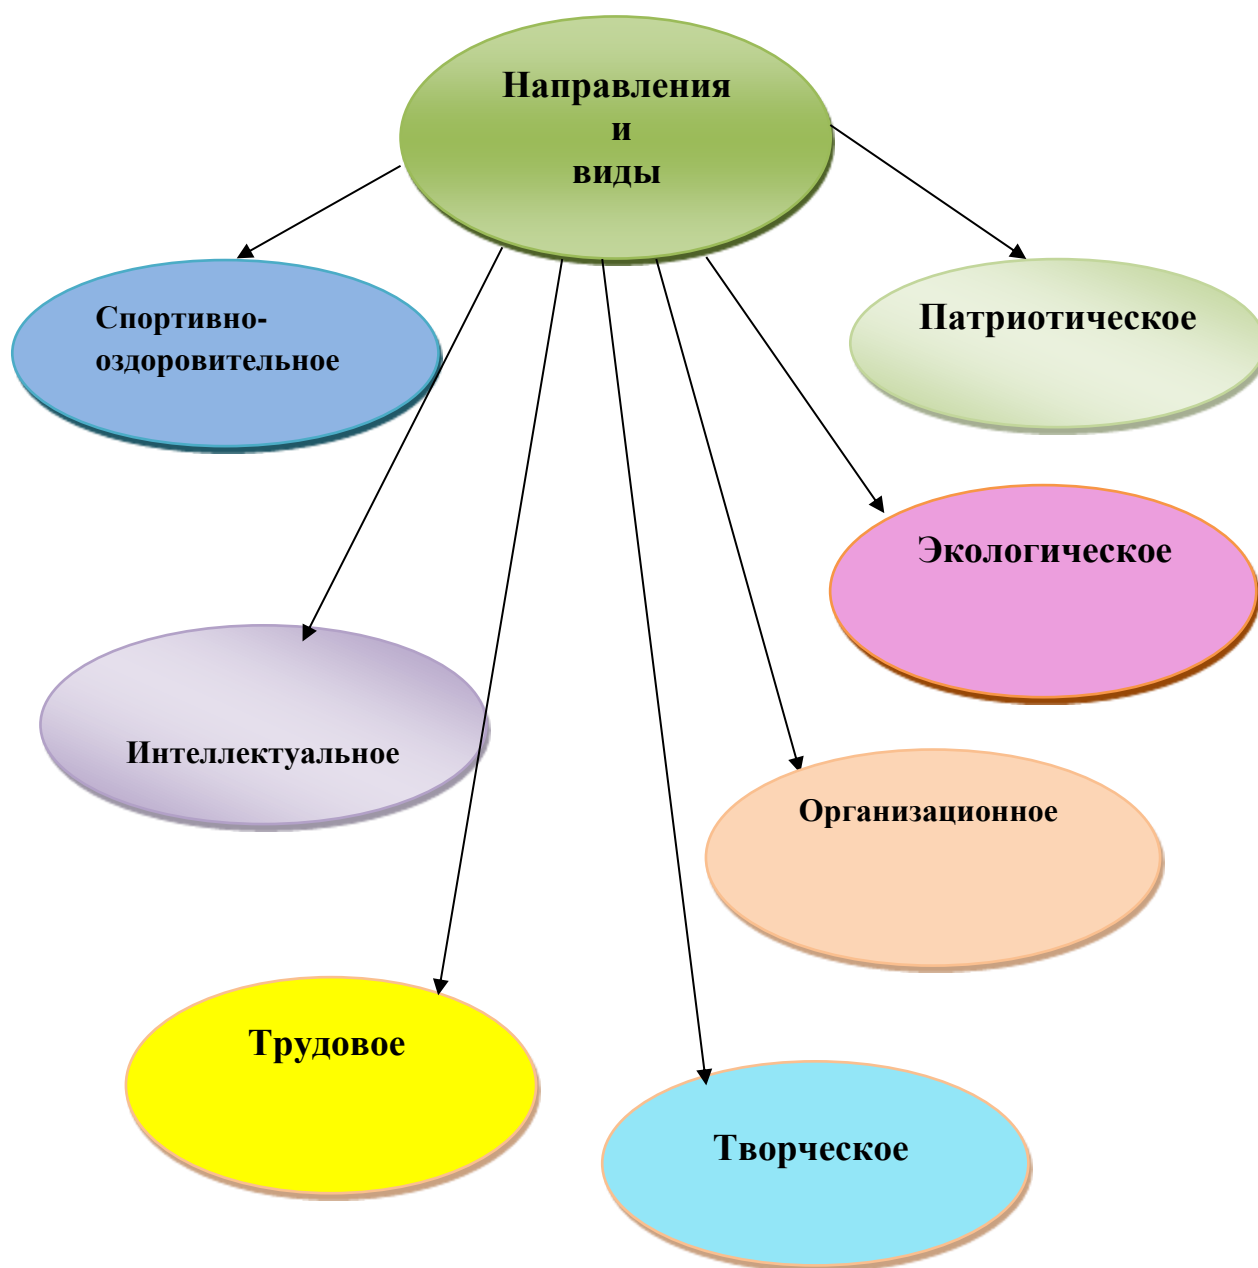 Направления
и
виды
Спортивно-
оздоровительное
Патриотическое
Экологическое
Интеллектуальное
Организационное
Трудовое
Творческое